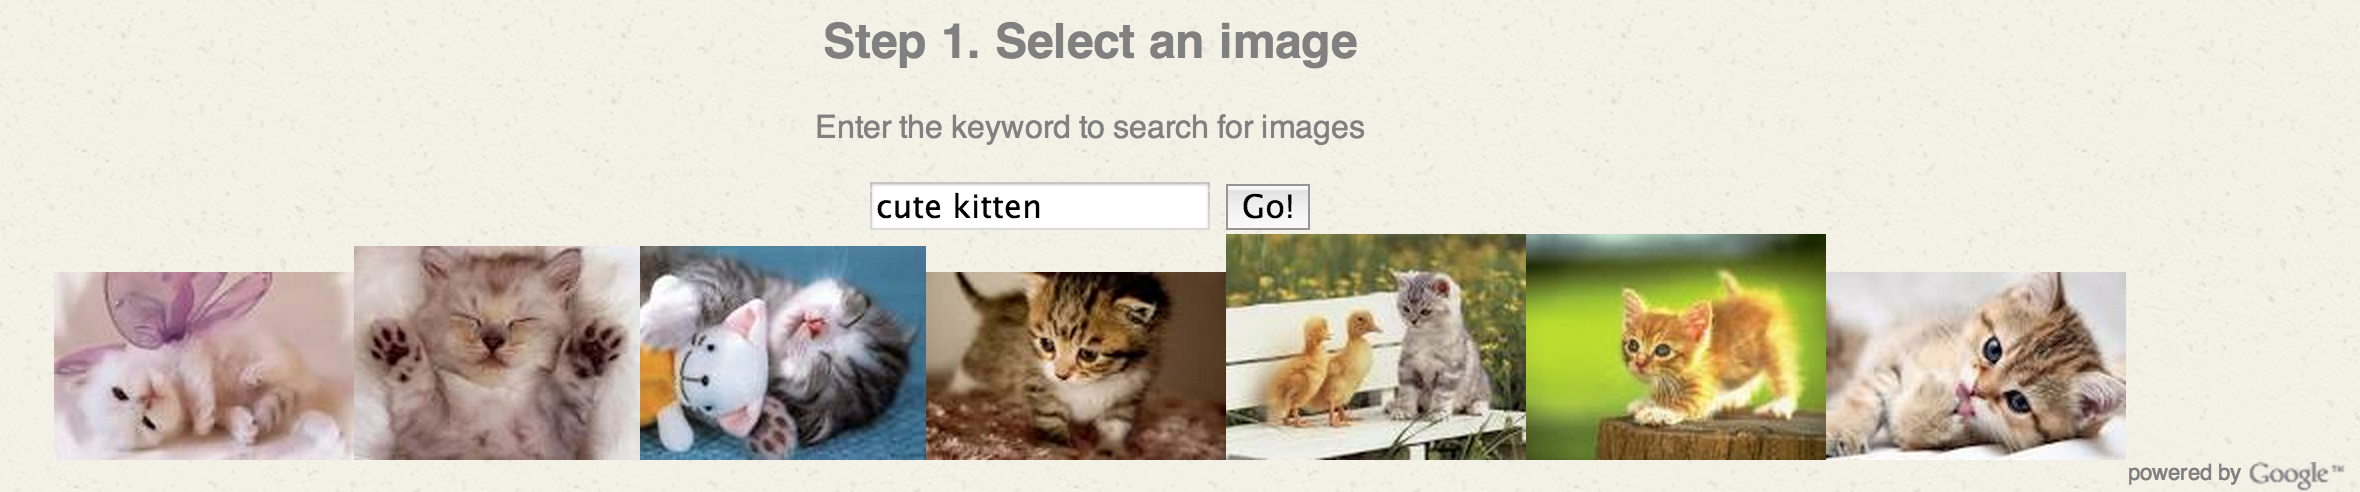 Step 1. Select an image
Enter the keyword to search for images
cute kitten Go!
powered by Google™